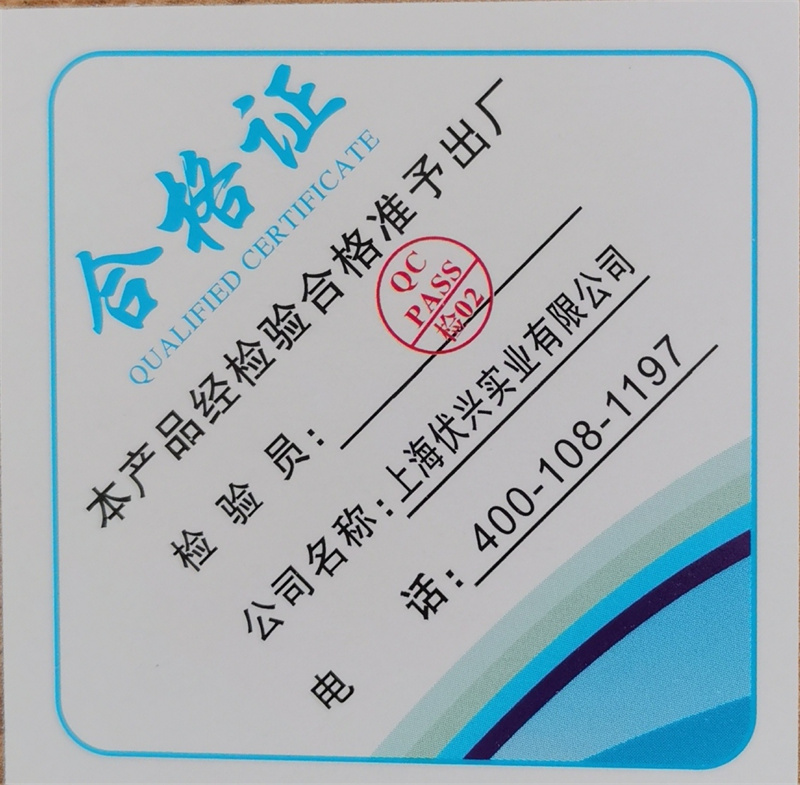 合格证
QUALIFIED CERTIFICATE
本产品经检验合格准予出厂
检验员：
QC
PASS
检02
公司名称：上海伏兴实业有限公司
电话：400-108-1197